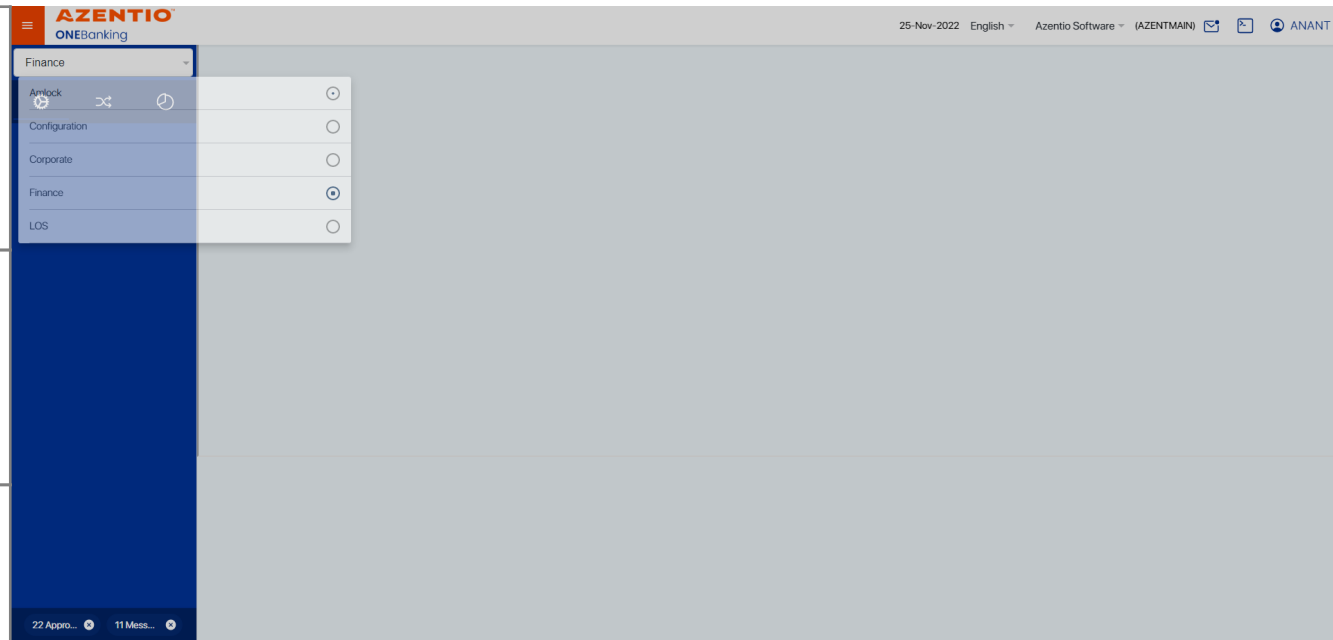 AZENTIO™
ONEBanking
25-Nov-2022 English Azentio Software (AZENTMAIN) ANANT
Finance
Amlock
Configuration
Corporate
Finance
LOS
22 Appro... 11 Mess...